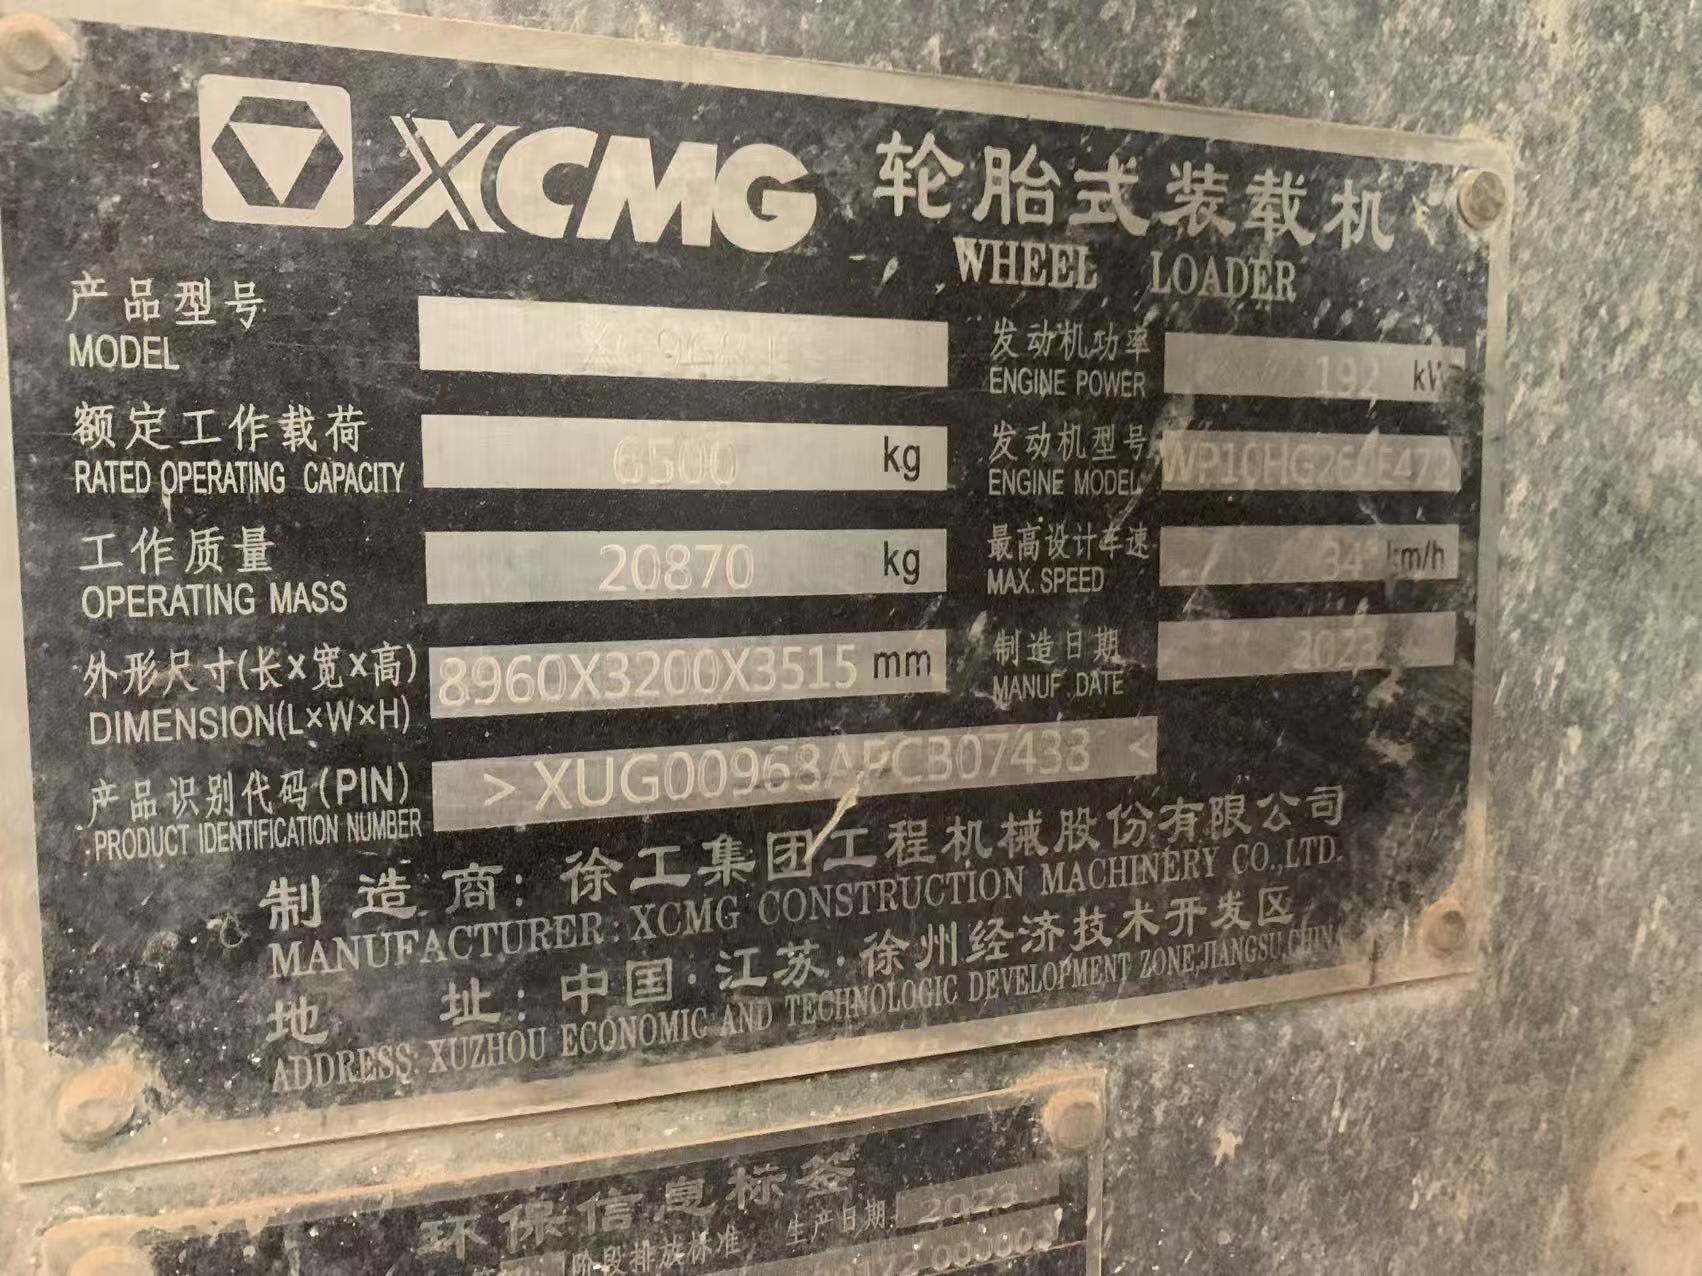 XCMG 轮胎式装载机
WHEEL LOADER
产品型号
MODEL
发动机功率 192 kW
ENGINE POWER
额定工作载荷 6500 kg
RATED OPERATING CAPACITY
发动机型号
ENGINE MODEL
工作质量 20870 kg
OPERATING MASS
最高设计车速 34 km/h
MAX. SPEED
外形尺寸(长×宽×高) 8960X3200X3515 mm
DIMENSION(L×W×H)
制造日期 2023
MANUF. DATE
产品识别代码(PIN)
PRODUCT IDENTIFICATION NUMBER
制造商：徐工集团工程机械股份有限公司
MANUFACTURER: XCMG CONSTRUCTION MACHINERY CO.,LTD.
地址：中国·江苏·徐州经济技术开发区
ADDRESS: XUZHOU ECONOMIC AND TECHNOLOGIC DEVELOPMENT ZONE,JIANGSU,CHINA
环保信息标签
生产日期: 2023
阶段排放标准